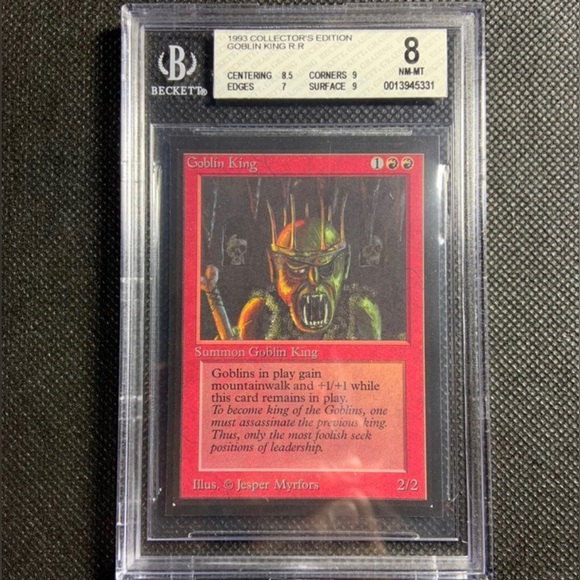 1993 COLLECTOR'S EDITION
GOBLIN KING R R
CENTERING 8.5 CORNERS 9
EDGES 7 SURFACE 9
8
NM-MT
0013945331
B
BECKETT
Goblin King 1
Summon Goblin King
Goblins in play gain
mountainwalk and +1/+1 while
this card remains in play.
To become king of the Goblins, one
must assassinate the previous king.
Thus, only the most foolish seek
positions of leadership.
Illus. © Jesper Myrfors 2/2